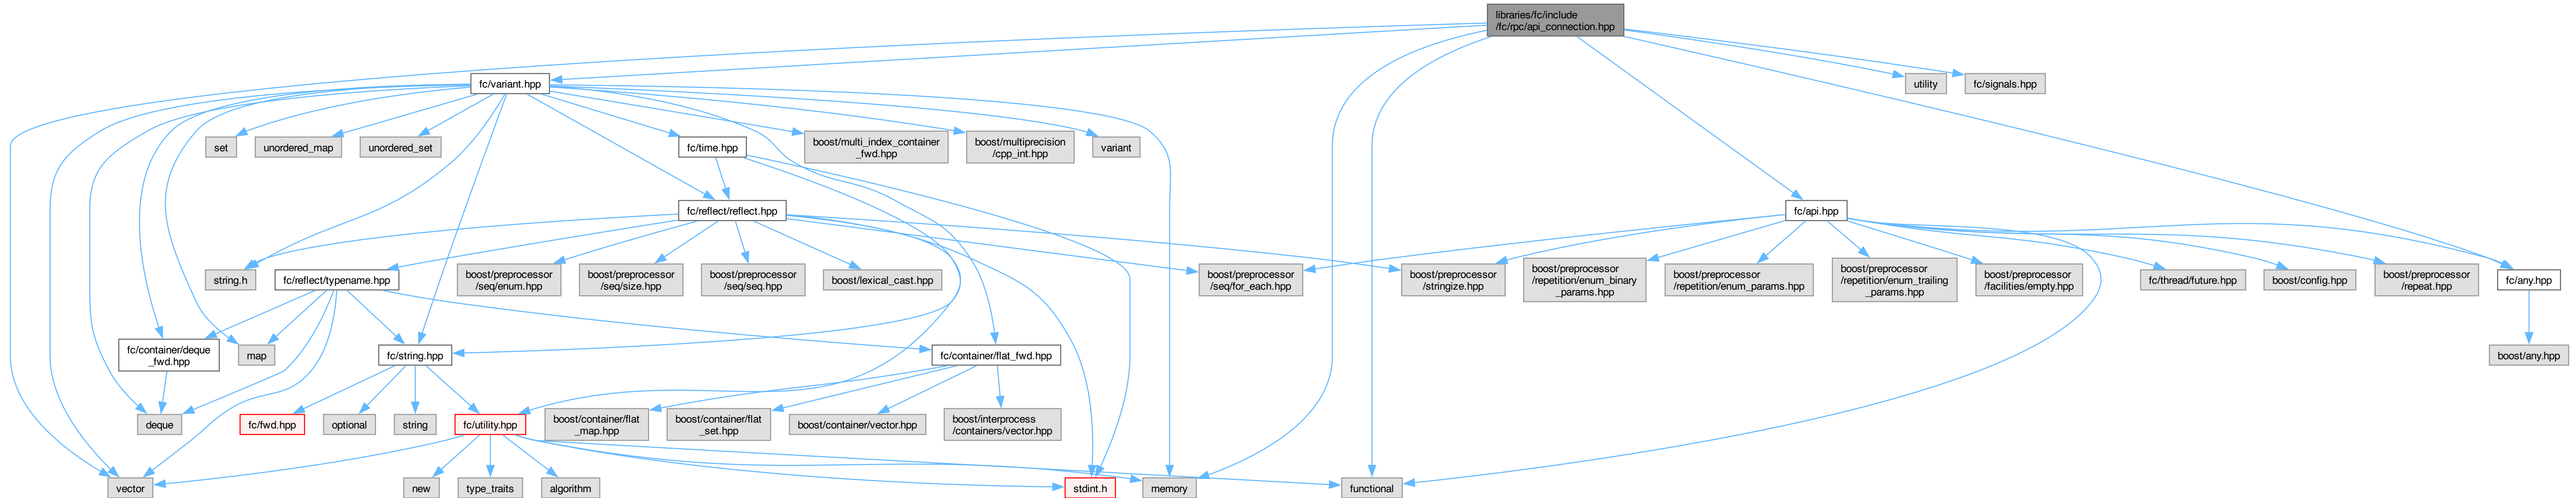 libraries/fc/include
/fc/rpc/api_connection.hpp
fc/variant.hpp
utility
fc/signals.hpp
set
unordered_map
unordered_set
fc/time.hpp
boost/multi_index_container
_fwd.hpp
boost/multiprecision
/cpp_int.hpp
variant
fc/reflect/reflect.hpp
fc/api.hpp
string.h
fc/reflect/typename.hpp
boost/preprocessor
/seq/enum.hpp
boost/preprocessor
/seq/size.hpp
boost/preprocessor
/seq/seq.hpp
boost/lexical_cast.hpp
boost/preprocessor
/seq/for_each.hpp
boost/preprocessor
/stringize.hpp
boost/preprocessor
/repetition/enum_binary
_params.hpp
boost/preprocessor
/repetition/enum_params.hpp
boost/preprocessor
/repetition/enum_trailing
_params.hpp
boost/preprocessor
/facilities/empty.hpp
fc/thread/future.hpp
boost/config.hpp
boost/preprocessor
/repeat.hpp
fc/any.hpp
fc/container/deque
_fwd.hpp
map
fc/string.hpp
fc/container/flat_fwd.hpp
boost/any.hpp
deque
fc/fwd.hpp
optional
string
fc/utility.hpp
boost/container/flat
_map.hpp
boost/container/flat
_set.hpp
boost/container/vector.hpp
boost/interprocess
/containers/vector.hpp
vector
new
type_traits
algorithm
stdint.h
memory
functional